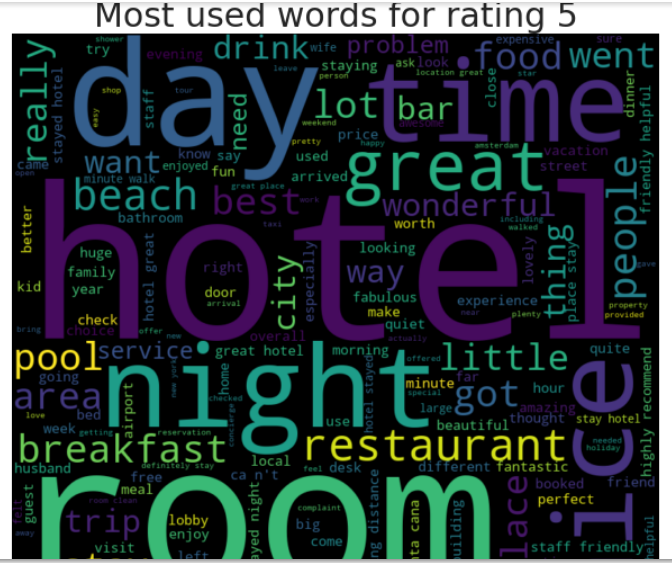 Most used words for rating 5
shower
try
evening
drink
wife
problem
expensive
sure
food
went
really
stayed hotel
day
staff
need
leave
staying
person
ask
look
location great
star
close
time
dinner
friendly helpful
easy
shop
tour
lot
bar
weekend
awesome
price
pretty
happy
came
open
want
know
say
used
great
amsterdam
vacation
street
minute walk
enjoyed
fun
arrived
people
beach
great place
best
work
wonderful
including
walked
bathroom
taxi
worth
better
hotel
huge
family
year
hotel great
right
door
arrival
city
especially
looking
way
fabulous
make
quiet
lovely
experience
near
plenty
thing
place stay
gave
property
provided
kid
check
choice
bring
offer
new
overall
actually
pool
service
great hotel
morning
offered
little
quite
going
area
night
new york
home
hotel stayed
minute
special
far
got
hour
nice
highly recommend
love
bed
airport
checked
concierge
large
amazing
thought
stay hotel
week
getting
reservation
use
beautiful
needed
holiday
breakfast
restaurant
husband
definitely stay
local
ca n't
feel
desk
different
fantastic
free
room
meal
guest
felt
room clean
booked
friend
perfect
trip
lobby
enjoy
complaint
big
come
building
away
visit
left
staff friendly
helpful